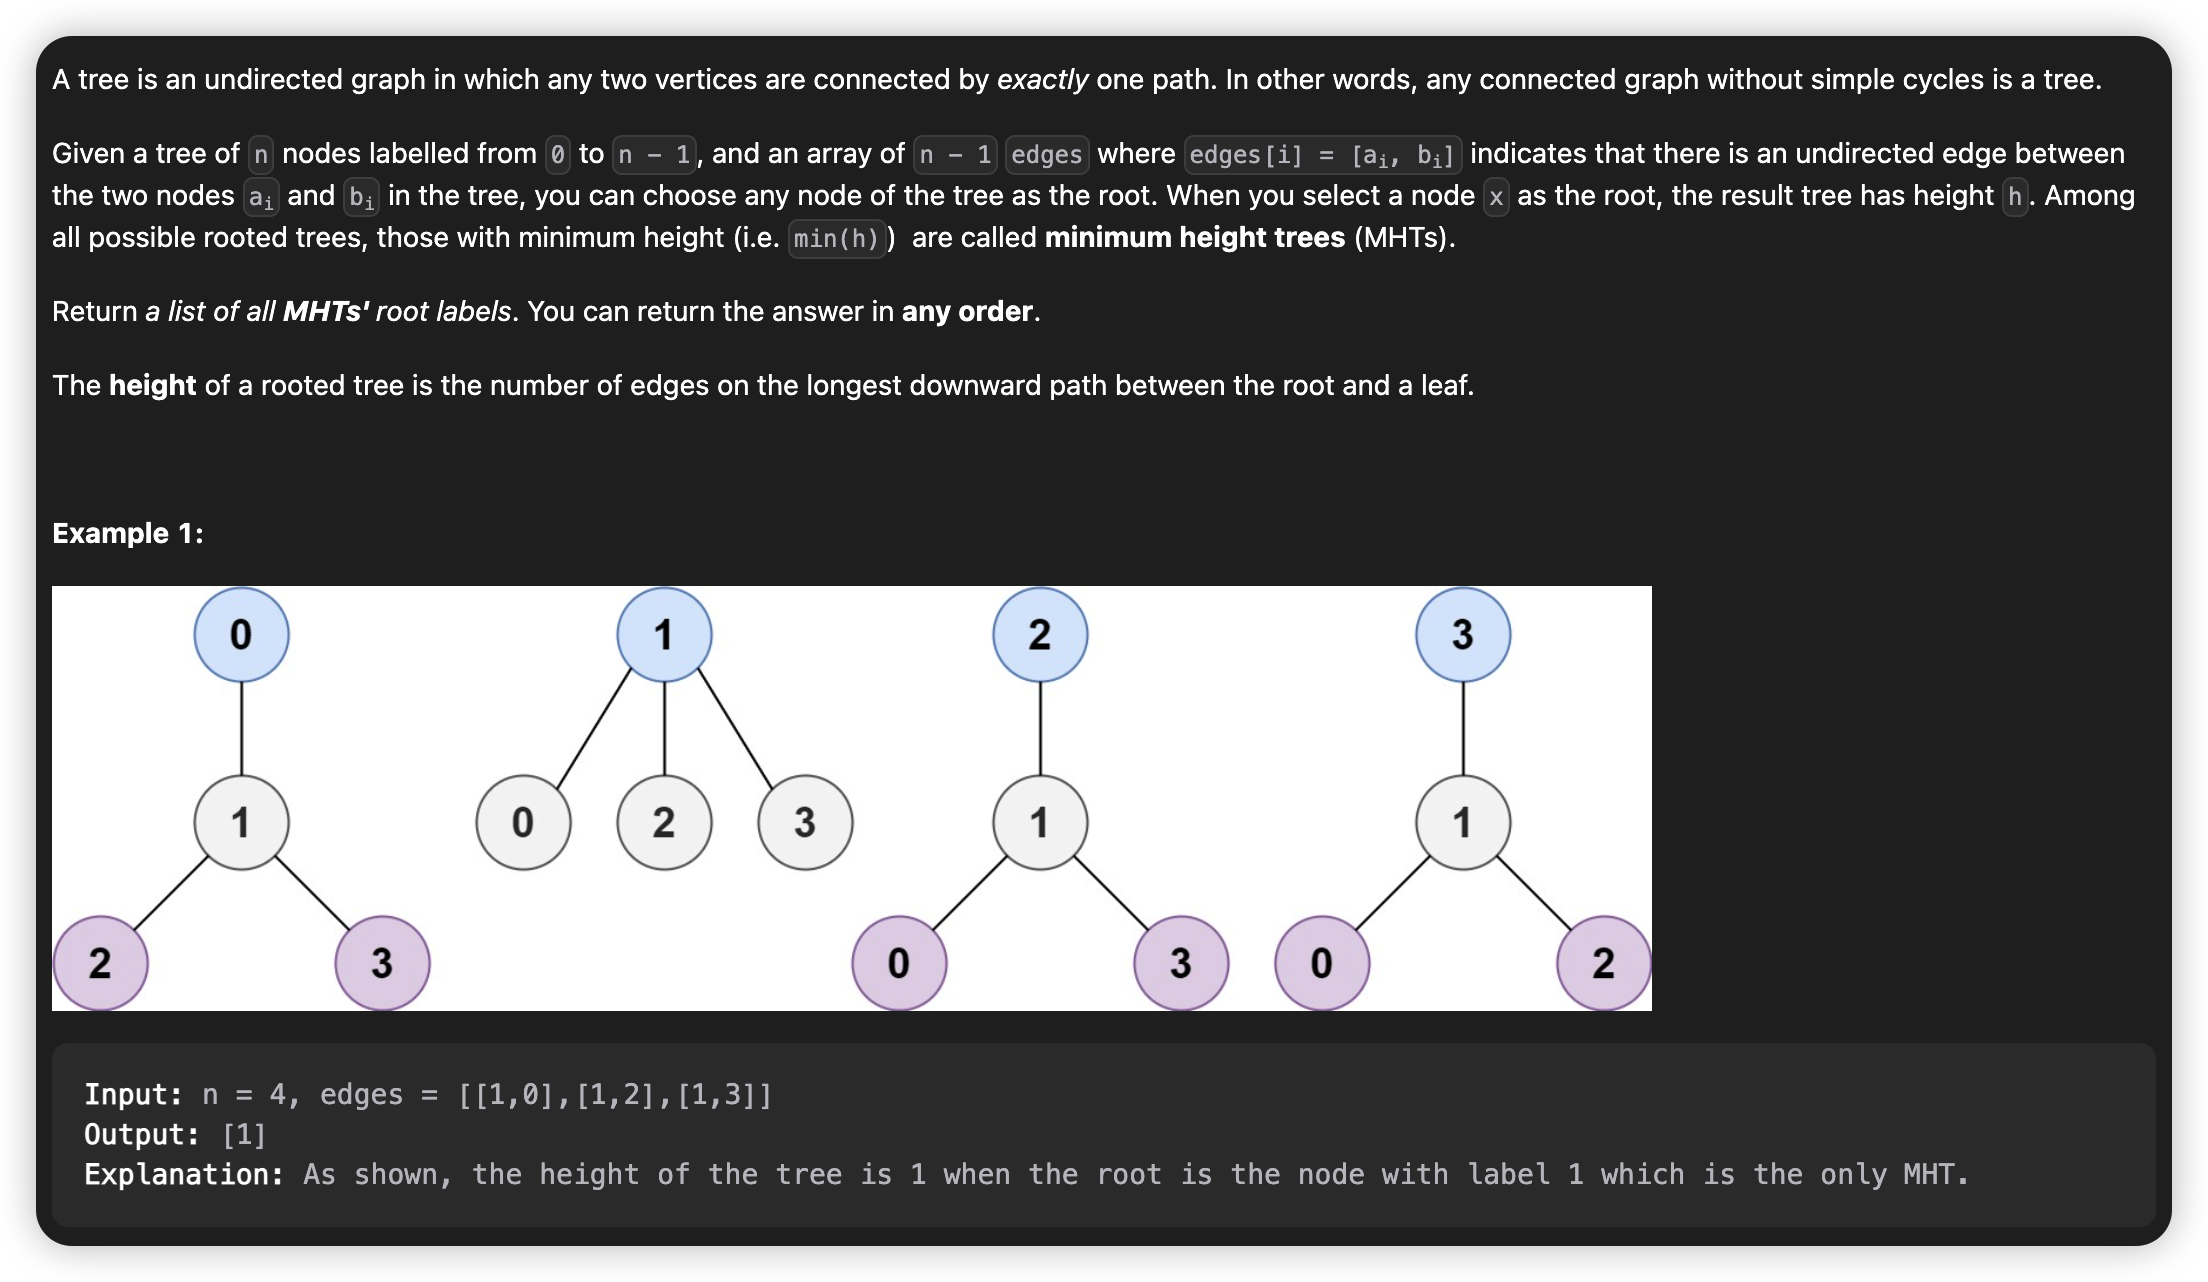 A tree is an undirected graph in which any two vertices are connected by exactly one path. In other words, any connected graph without simple cycles is a tree.
Given a tree of n nodes labelled from 0 to n - 1, and an array of n - 1 edges where edges[i] = [aᵢ, bᵢ] indicates that there is an undirected edge between
the two nodes aᵢ and bᵢ in the tree, you can choose any node of the tree as the root. When you select a node x as the root, the result tree has height h. Among
all possible rooted trees, those with minimum height (i.e. min(h)) are called minimum height trees (MHTs).
Return a list of all MHTs' root labels. You can return the answer in any order.
The height of a rooted tree is the number of edges on the longest downward path between the root and a leaf.
Example 1:
0 1 2 3
1 0 2 3 1 1
2 3 0 3 0 2
Input: n = 4, edges = [[1,0],[1,2],[1,3]]
Output: [1]
Explanation: As shown, the height of the tree is 1 when the root is the node with label 1 which is the only MHT.